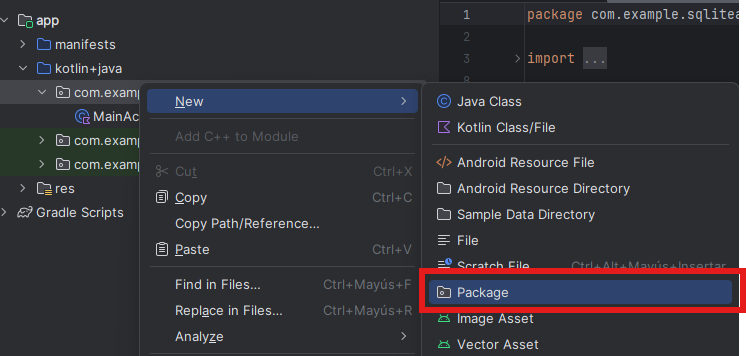 app
manifests
kotlin+java
com.examp
MainAc
com.examp
com.examp
res
Gradle Scripts
1
package com.example.sqlitea
3
import ...
New
Add C++ to Module
Cut Ctrl+X
Copy Ctrl+C
Copy Path/Reference...
Paste Ctrl+V
Find in Files... Ctrl+Mayús+F
Replace in Files... Ctrl+Mayús+R
Analyze
Java Class
Kotlin Class/File
Android Resource File
Android Resource Directory
Sample Data Directory
File
Scratch File Ctrl+Alt+Mayús+Insertar
Package
Image Asset
Vector Asset